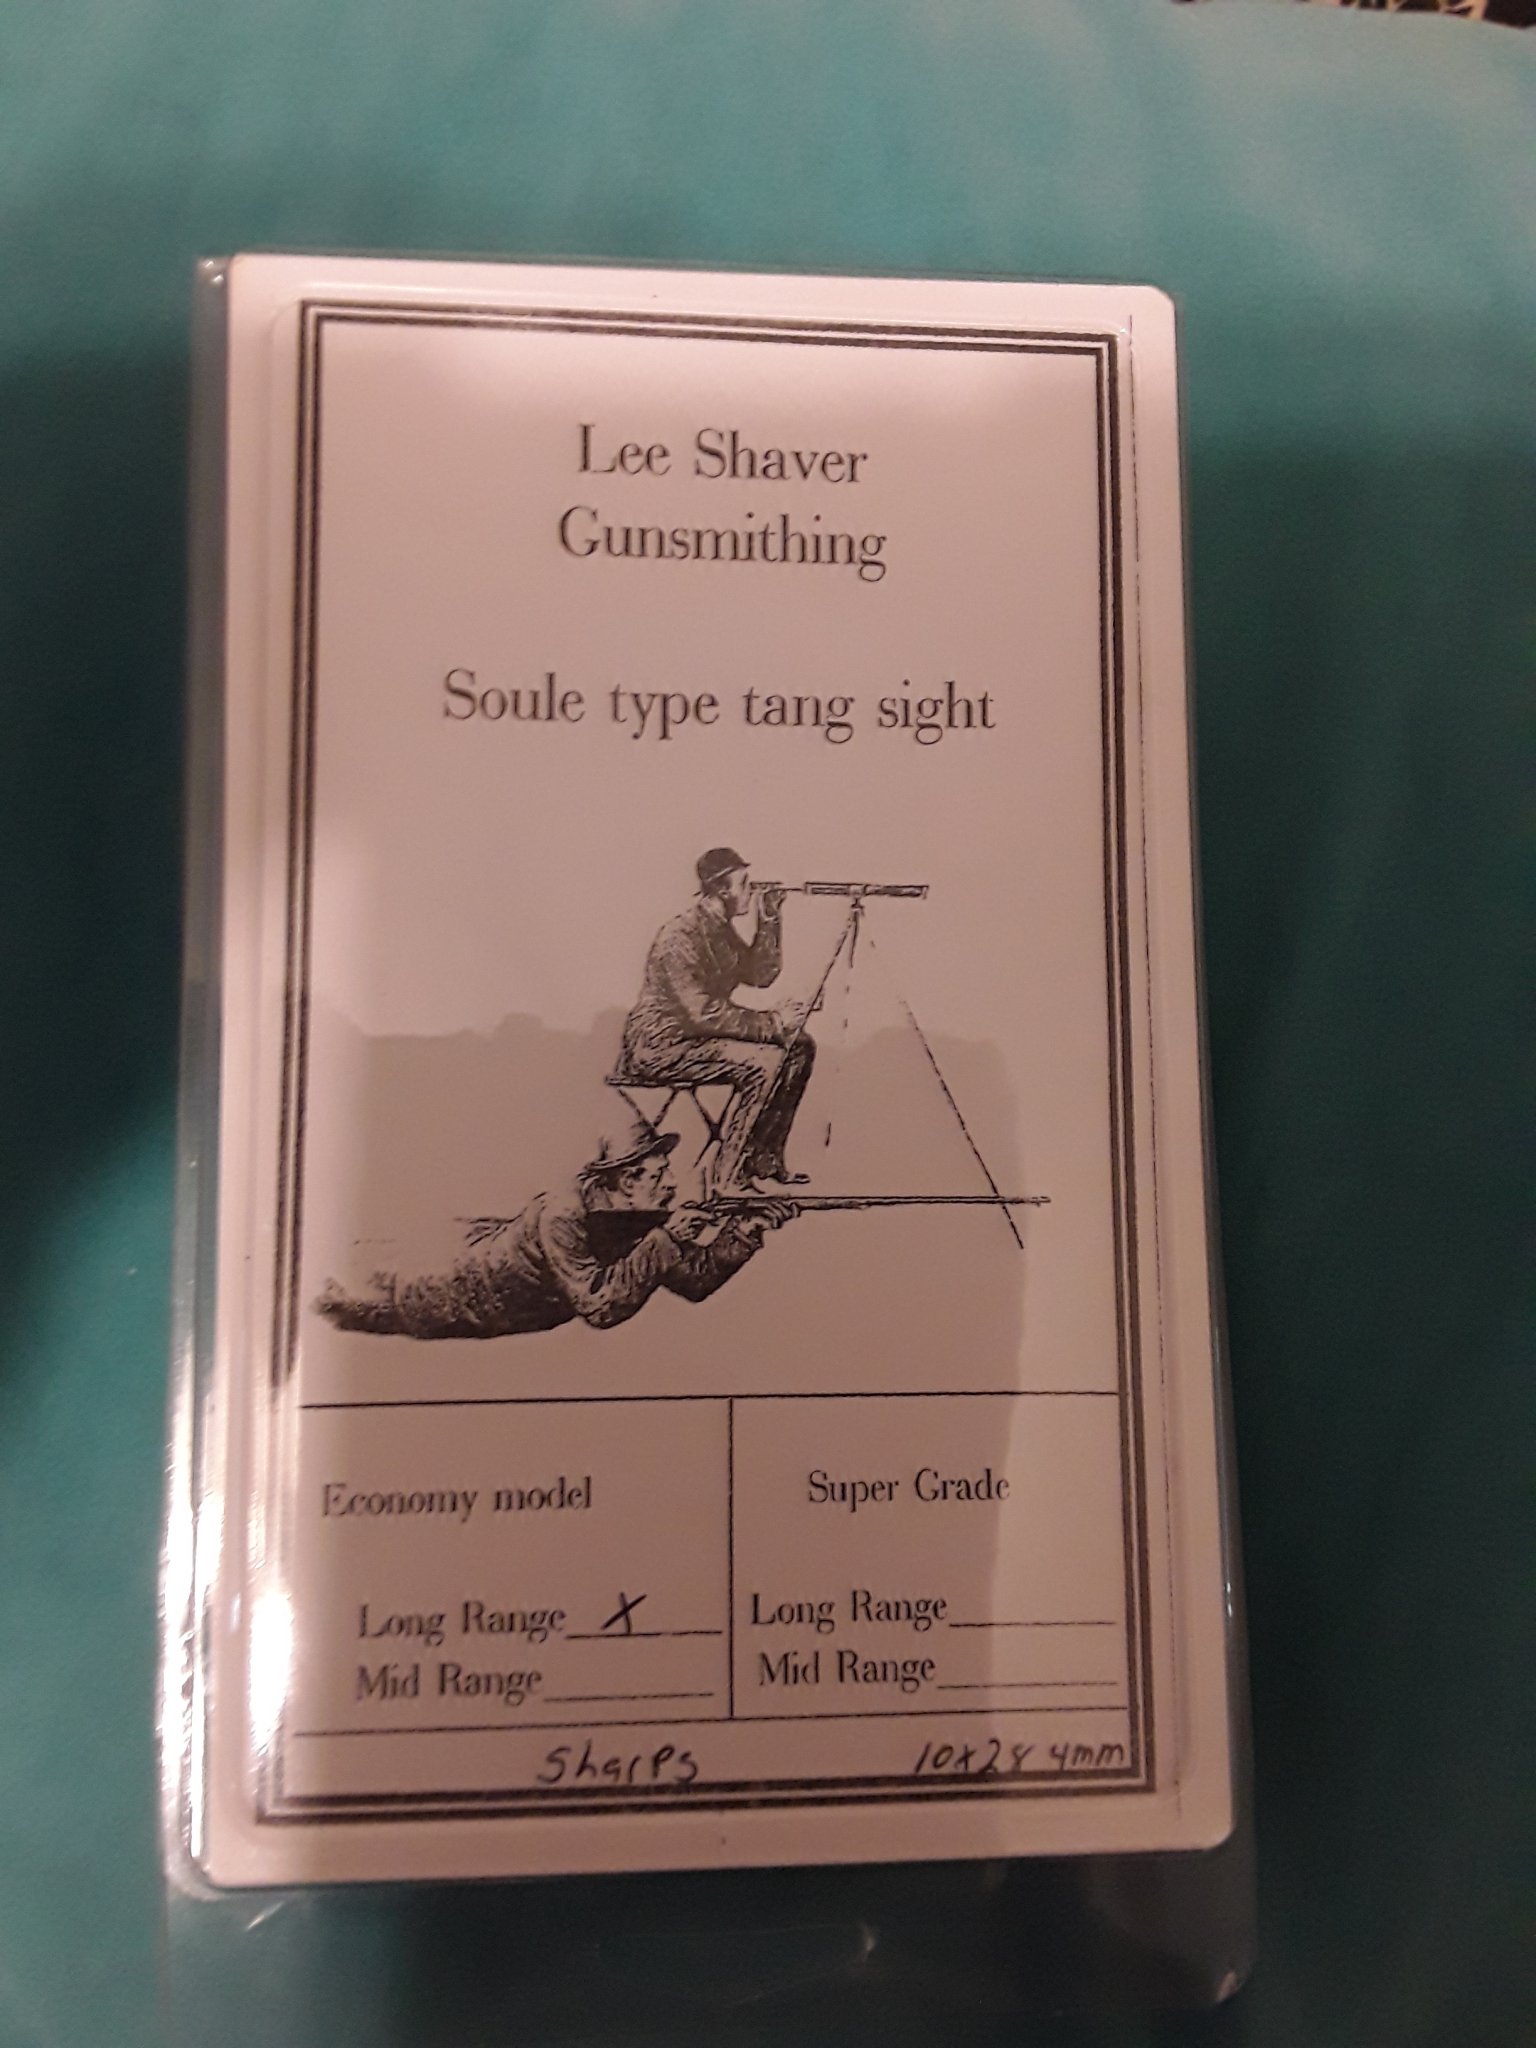 Lee Shaver
Gunsmithing
Soule type tang sight
Economy model
Long Range X
Mid Range
Super Grade
Long Range
Mid Range
Sharps 10x28 4mm